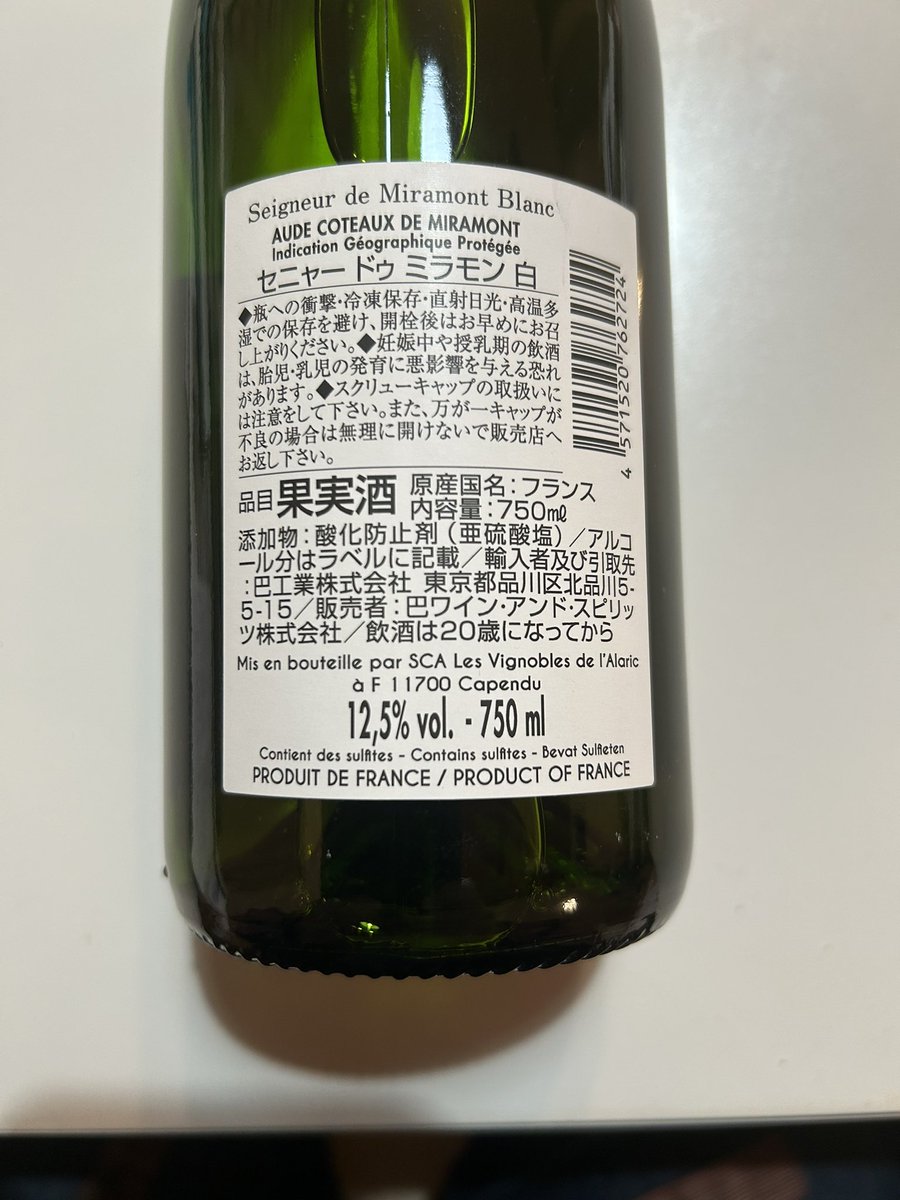 Seigneur de Miramont Blanc
AUDE COTEAUX DE MIRAMONT
Indication Géographique Protégée
セニャー ドゥ ミラモン 白
◆瓶への衝撃・冷凍保存・直射日光・高温多
湿での保存を避け、開栓後はお早めにお召
し上がりください。◆妊娠中や授乳期の飲酒
は、胎児・乳児の発育に悪影響を与える恐れ
があります。◆スクリューキャップの取扱いに
は注意をして下さい。また、万が一キャップが
不良の場合は無理に開けないで販売店へ
お返し下さい。
4 571520 762724
品目 果実酒 原産国名：フランス
内容量：750ml
添加物：酸化防止剤（亜硫酸塩）／アルコ
ール分はラベルに記載／輸入者及び引取先
：巴工業株式会社 東京都品川区北品川5-
5-15／販売者：巴ワイン・アンド・スピリッ
ツ株式会社／飲酒は20歳になってから
Mis en bouteille par SCA Les Vignobles de l'Alaric
à F 11700 Capendu
12,5% vol. - 750 ml
Contient des sulfites - Contains sulfites - Bevat Sulfieten
PRODUIT DE FRANCE / PRODUCT OF FRANCE